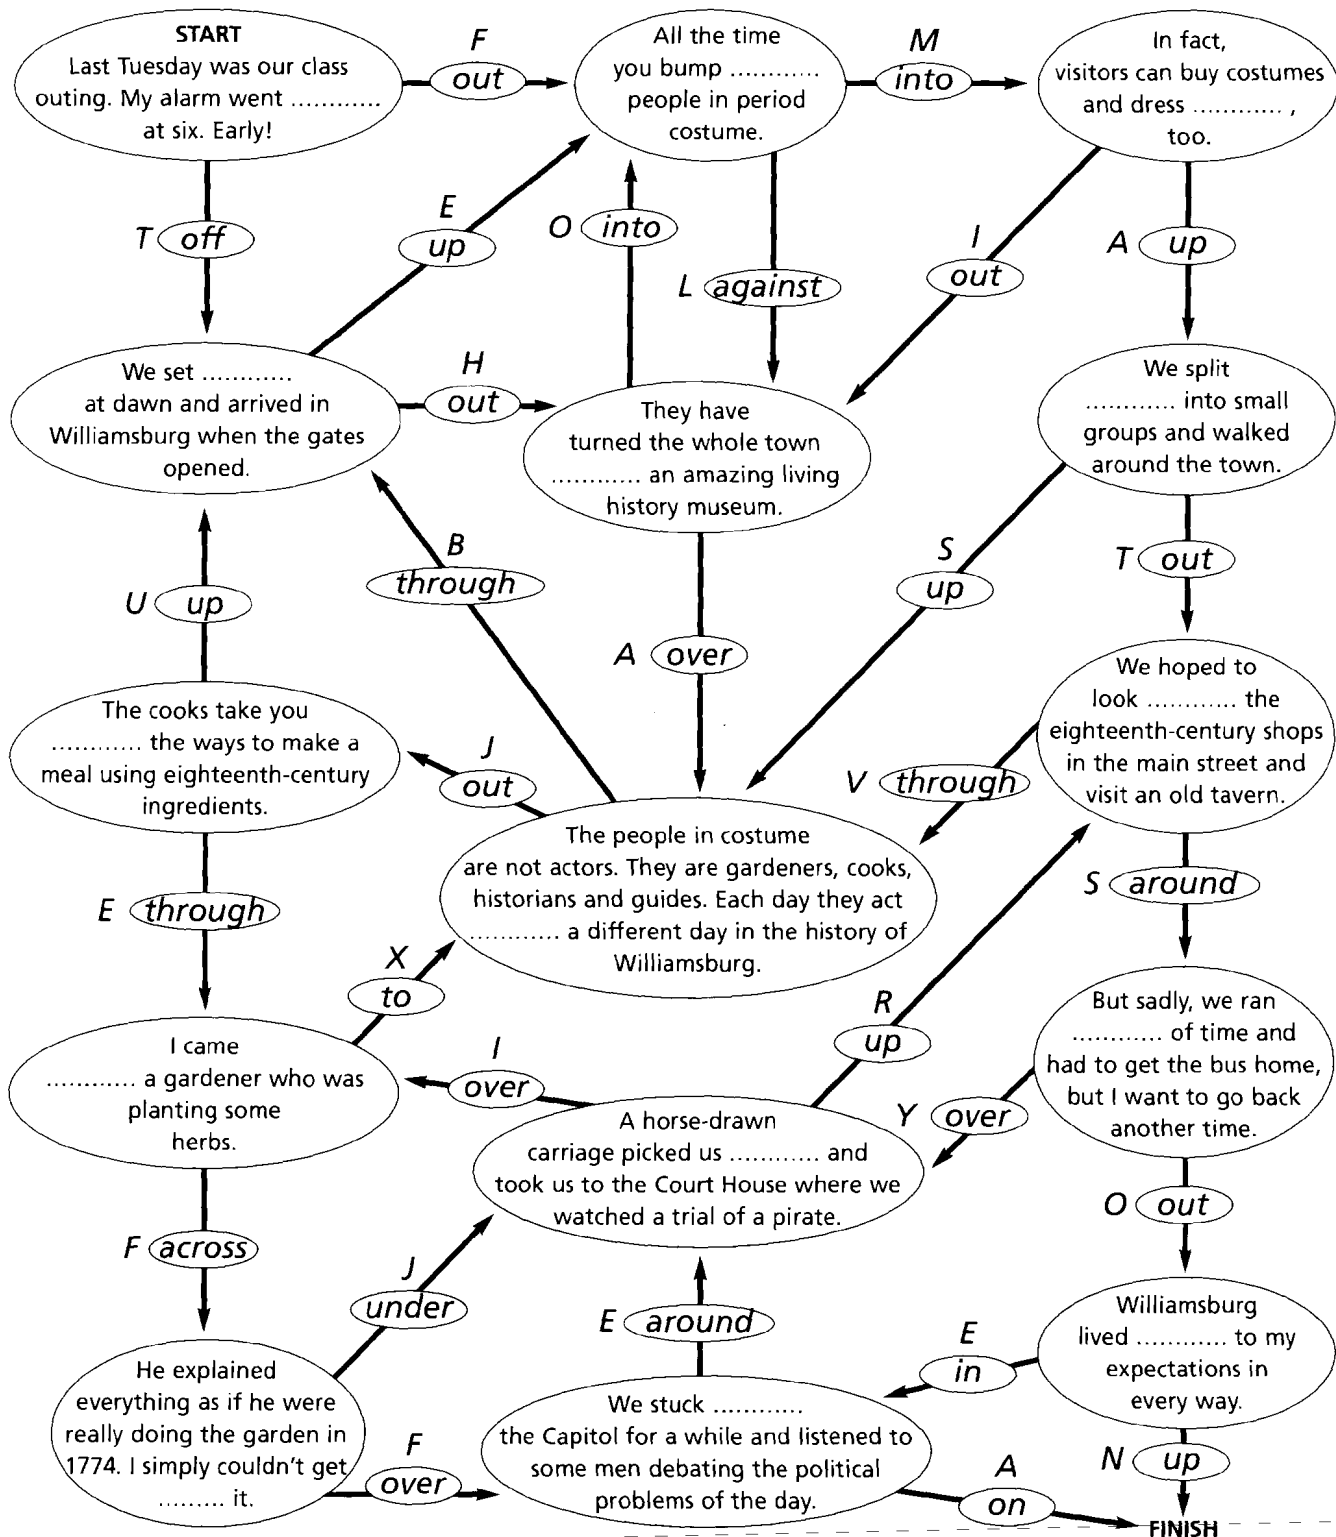 START
Last Tuesday was our class
outing. My alarm went ............
at six. Early!
F
out
All the time
you bump ............
people in period
costume.
M
into
In fact,
visitors can buy costumes
and dress ............ ,
too.
T off
E
up
O into
L against
I
out
A up
We set ............
at dawn and arrived in
Williamsburg when the gates
opened.
H
out
They have
turned the whole town
............ an amazing living
history museum.
We split
............ into small
groups and walked
around the town.
U up
B
through
A over
S
up
T out
The cooks take you
............ the ways to make a
meal using eighteenth-century
ingredients.
J
out
V through
We hoped to
look ............ the
eighteenth-century shops
in the main street and
visit an old tavern.
E through
The people in costume
are not actors. They are gardeners, cooks,
historians and guides. Each day they act
............ a different day in the history of
Williamsburg.
S around
X
to
R
up
I came
............ a gardener who was
planting some
herbs.
I
over
A horse-drawn
carriage picked us ............ and
took us to the Court House where we
watched a trial of a pirate.
Y over
But sadly, we ran
............ of time and
had to get the bus home,
but I want to go back
another time.
F across
J
under
E around
O out
He explained
everything as if he were
really doing the garden in
1774. I simply couldn't get
......... it.
F
over
We stuck ............
the Capitol for a while and listened to
some men debating the political
problems of the day.
E
in
Williamsburg
lived ............ to my
expectations in
every way.
A
on
N up
FINISH